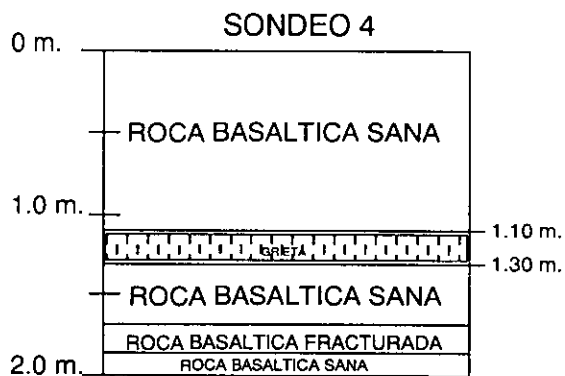 SONDEO 4
0 m.
ROCA BASALTICA SANA
1.0 m.
1.10 m.
GRIETA
1.30 m.
ROCA BASALTICA SANA
ROCA BASALTICA FRACTURADA
ROCA BASALTICA SANA
2.0 m.